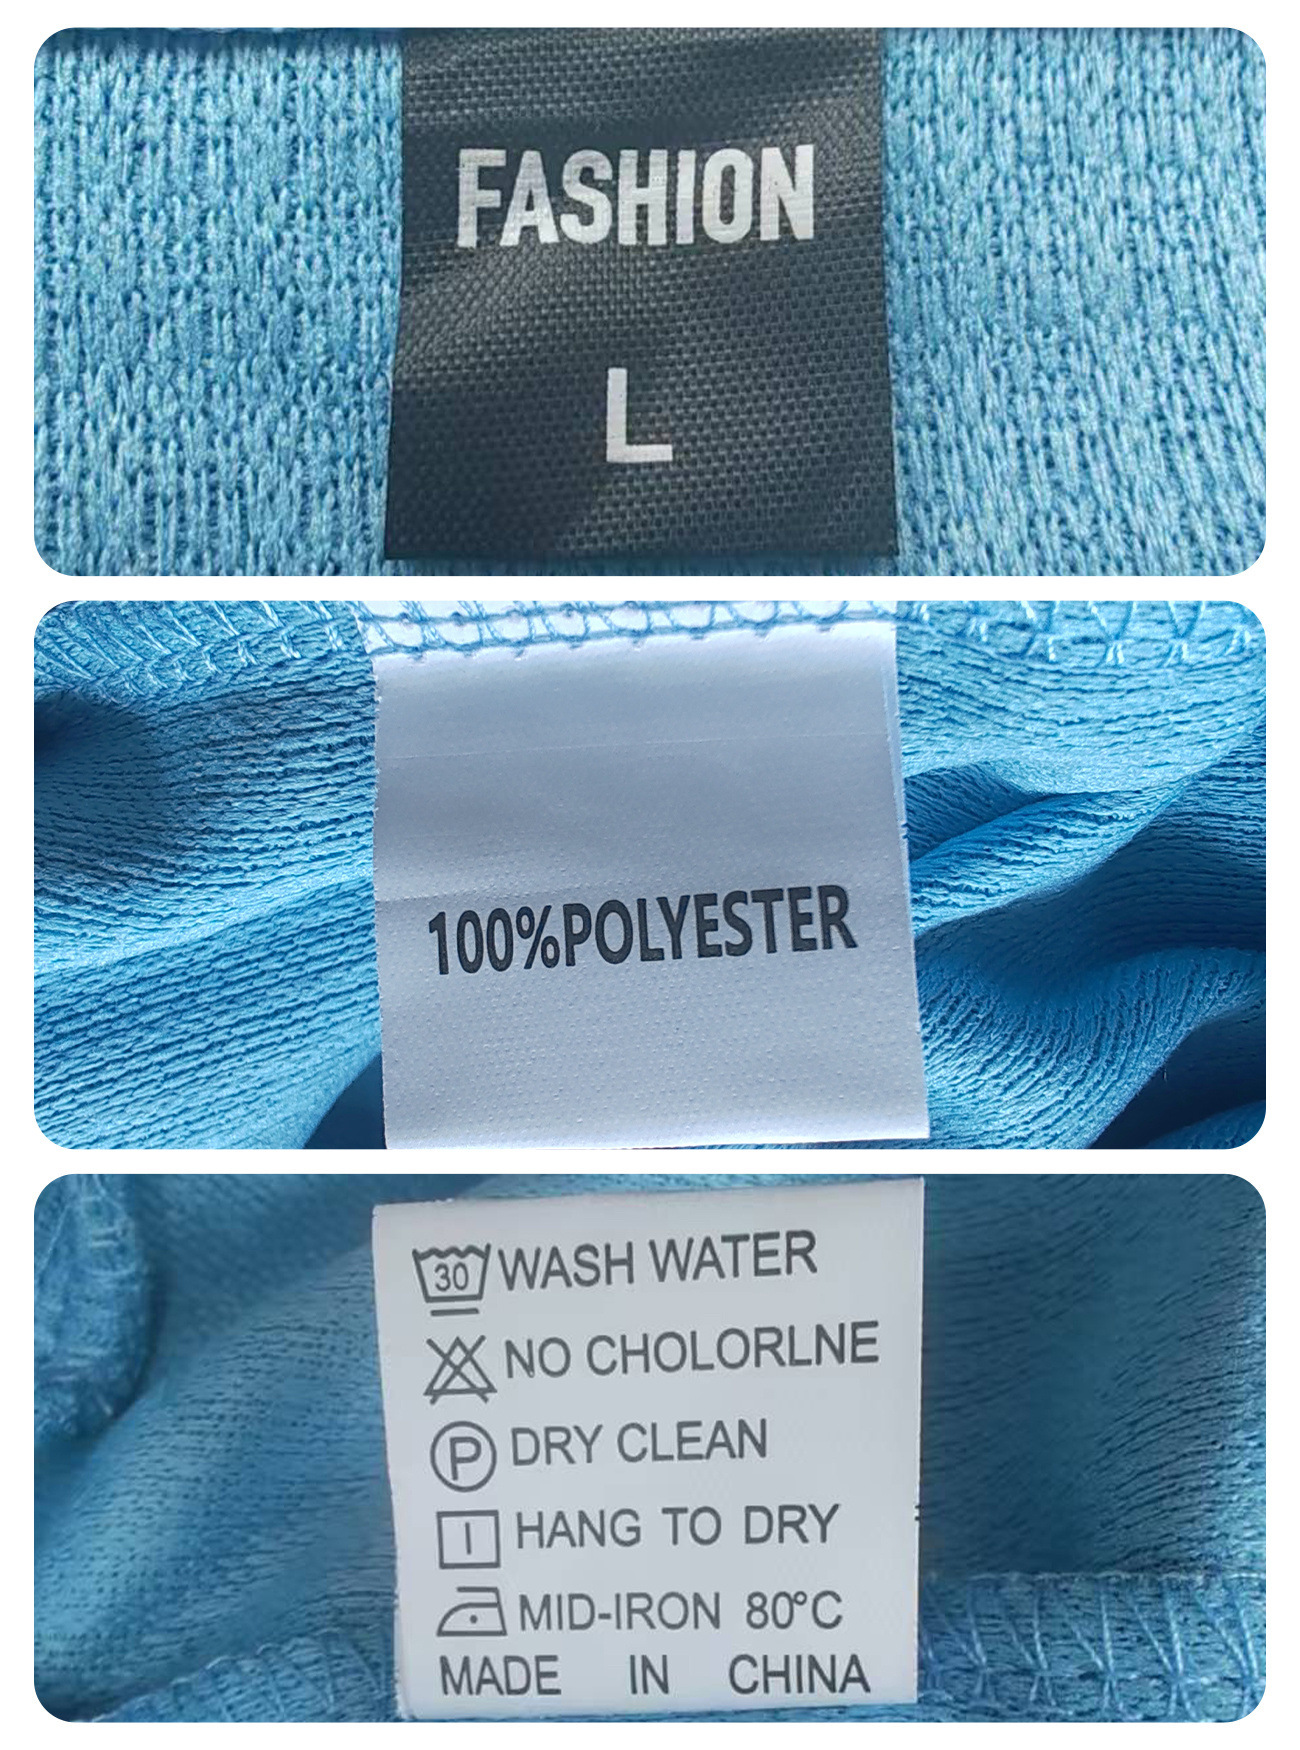 FASHION
L
100%POLYESTER
30 WASH WATER
NO CHOLORLNE
P DRY CLEAN
HANG TO DRY
MID-IRON 80°C
MADE IN CHINA